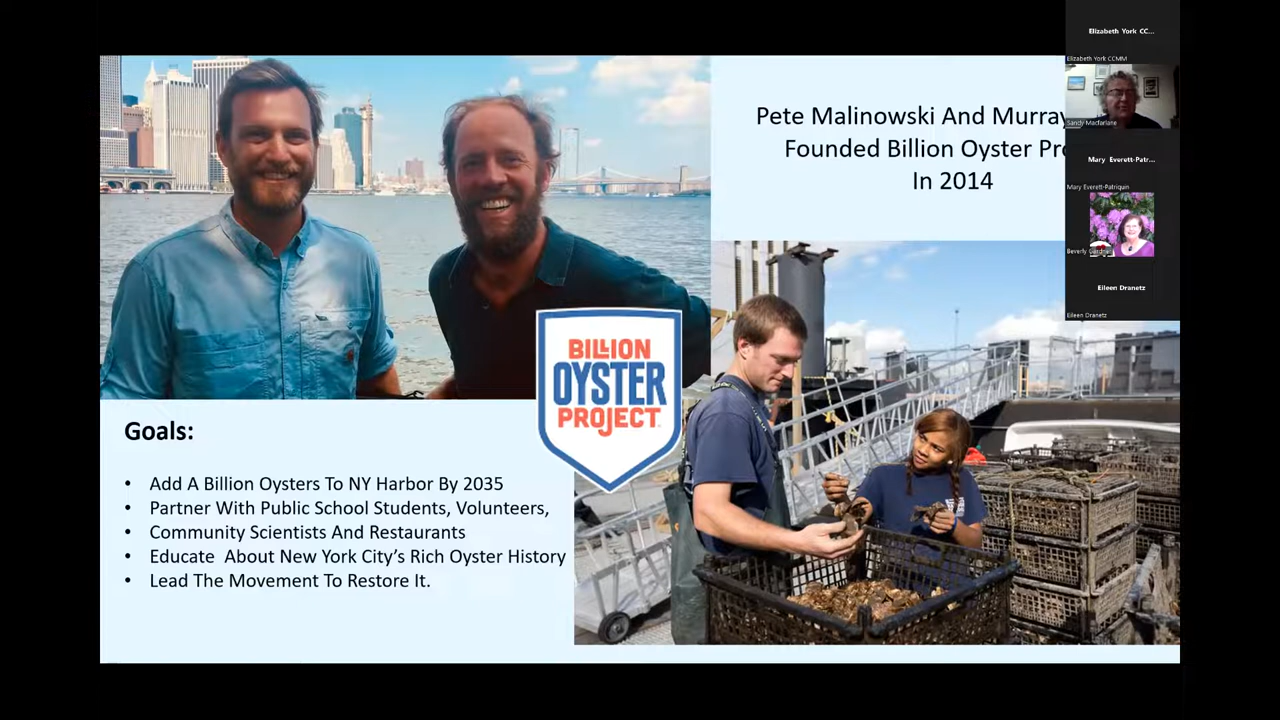 Pete Malinowski And Murray
Founded Billion Oyster Pro
In 2014
BILLION
OYSTER
PROJECT
Goals:
• Add A Billion Oysters To NY Harbor By 2035
• Partner With Public School Students, Volunteers,
• Community Scientists And Restaurants
• Educate About New York City's Rich Oyster History
• Lead The Movement To Restore It.
Elizabeth York CC...
Elizabeth York CCMM
Sandy Macfarlane
Mary Everett-Patr...
Mary Everett-Patriquin
Beverly
Eileen Dranetz
Eileen Dranetz